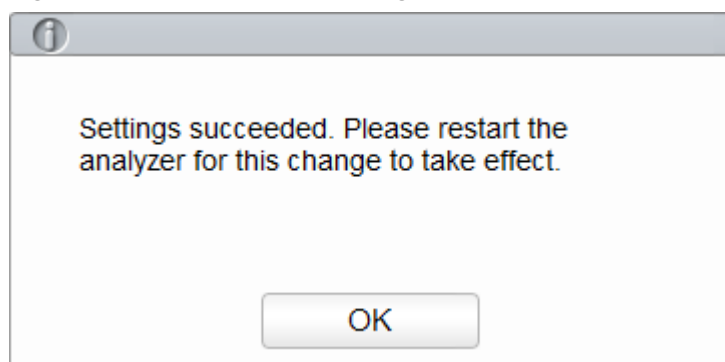 Settings succeeded. Please restart the
analyzer for this change to take effect.
OK